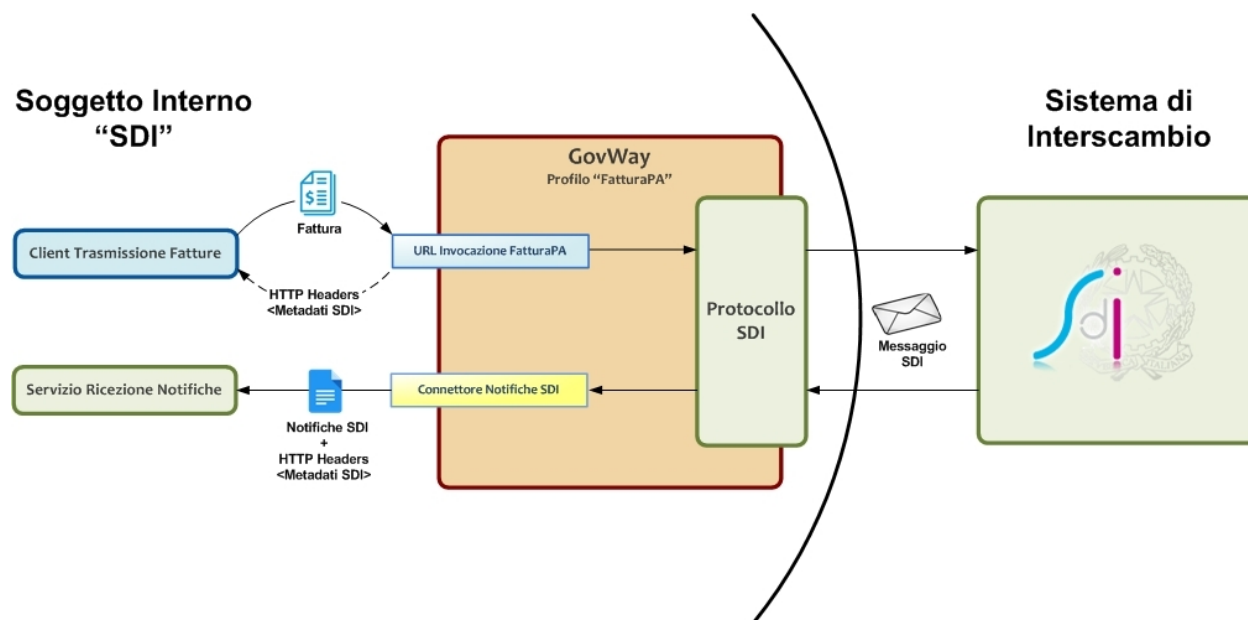 Soggetto Interno
“SDI”
Sistema di
Interscambio
GovWay
Profilo “FatturaPA”
Fattura
Client Trasmissione Fatture
URL Invocazione FatturaPA
HTTP Headers
<Metadati SDI>
Protocollo
SDI
Messaggio
SDI
Servizio Ricezione Notifiche
Connettore Notifiche SDI
Notifiche SDI
+
HTTP Headers
<Metadati SDI>
SdI